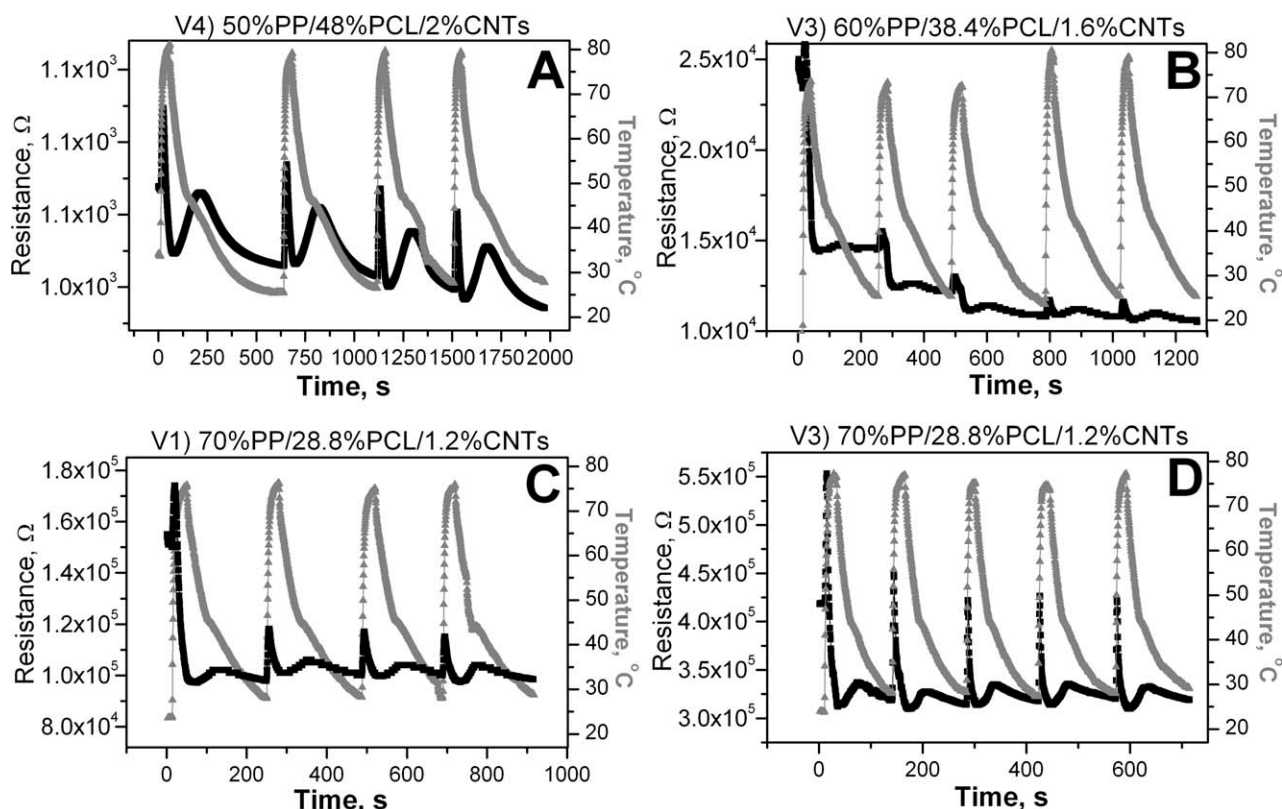 V4) 50%PP/48%PCL/2%CNTs
A
Resistance, Ω
1.1x10³
1.1x10³
1.1x10³
1.0x10³
80
70
60
50
40
30
20
Temperature, °C
0 250 500 750 1000 1250 1500 1750 2000
Time, s
V3) 60%PP/38.4%PCL/1.6%CNTs
B
Resistance, Ω
2.5x10⁴
2.0x10⁴
1.5x10⁴
1.0x10⁴
80
70
60
50
40
30
20
Temperature, °C
0 200 400 600 800 1000 1200
Time, s
V1) 70%PP/28.8%PCL/1.2%CNTs
C
Resistance, Ω
1.8x10⁵
1.6x10⁵
1.4x10⁵
1.2x10⁵
1.0x10⁵
8.0x10⁴
80
70
60
50
40
30
20
Temperature, °C
0 200 400 600 800 1000
Time, s
V3) 70%PP/28.8%PCL/1.2%CNTs
D
Resistance, Ω
5.5x10⁵
5.0x10⁵
4.5x10⁵
4.0x10⁵
3.5x10⁵
3.0x10⁵
80
70
60
50
40
30
20
Temperature, °C
0 200 400 600
Time, s